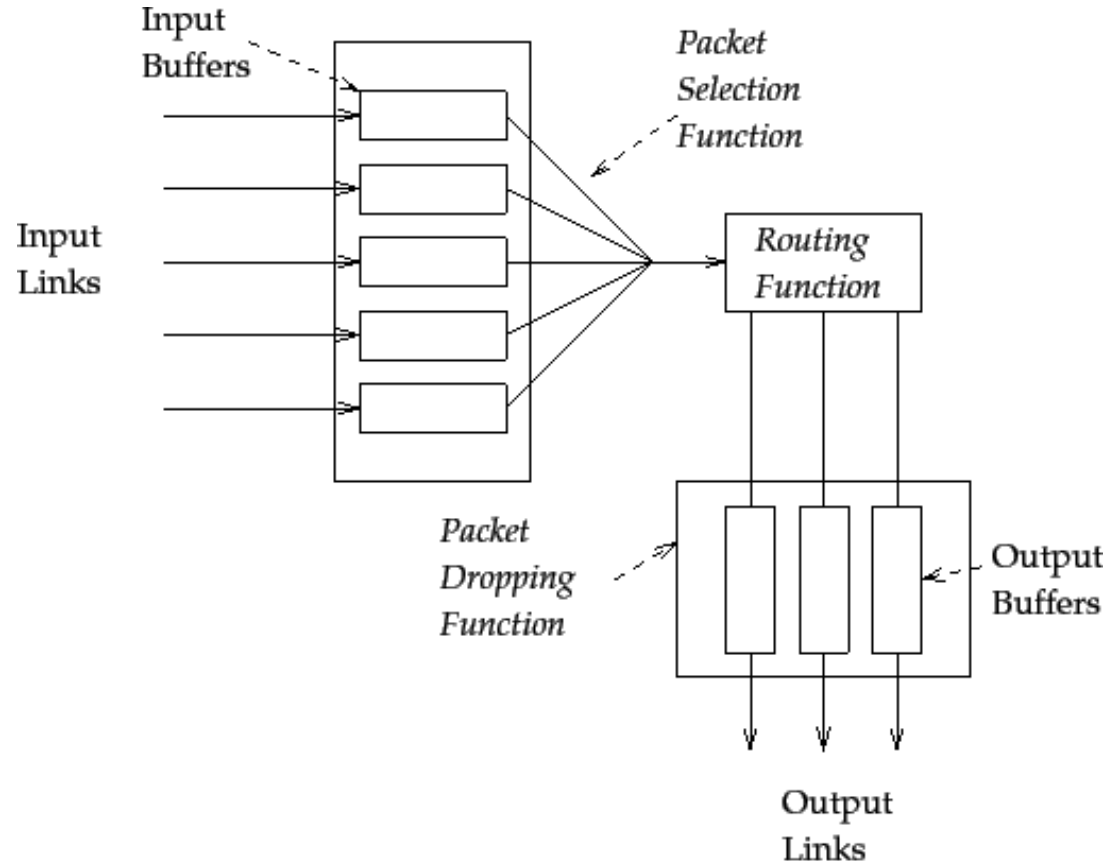 Input
Buffers
Packet
Selection
Function
Input
Links
Routing
Function
Packet
Dropping
Function
Output
Buffers
Output
Links